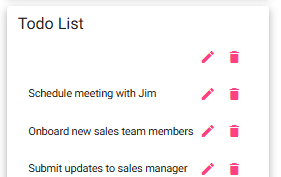 Todo List
Schedule meeting with Jim
Onboard new sales team members
Submit updates to sales manager